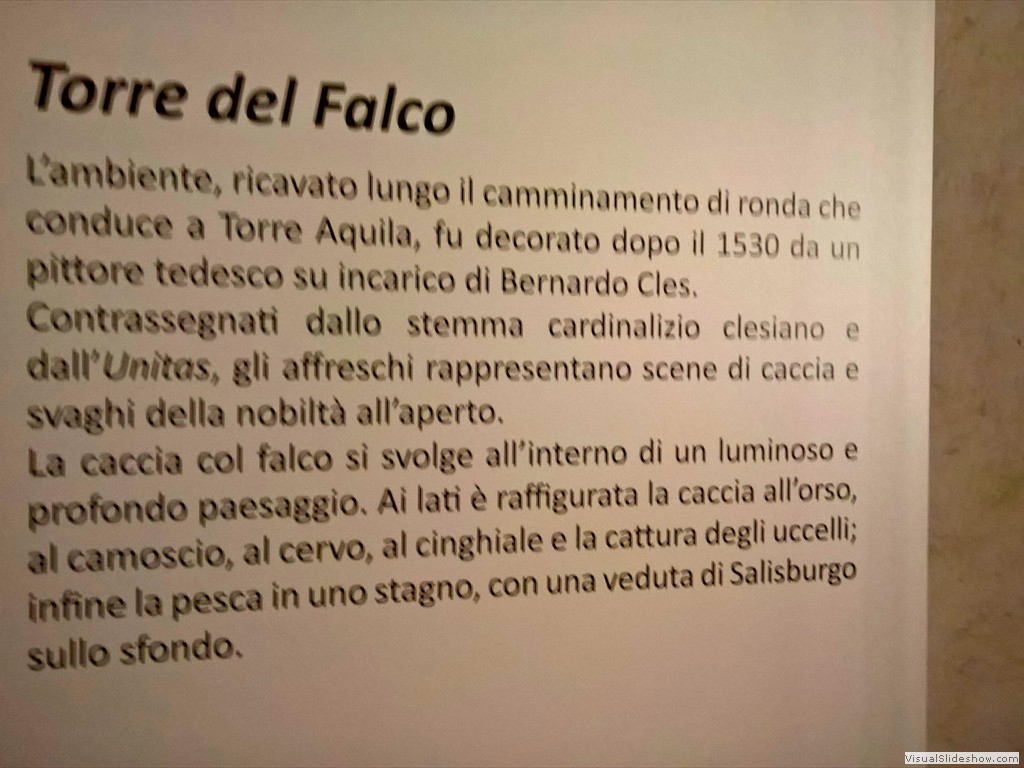 Torre del Falco
L'ambiente, ricavato lungo il camminamento di ronda che
conduce a Torre Aquila, fu decorato dopo il 1530 da un
pittore tedesco su incarico di Bernardo Cles.
Contrassegnati dallo stemma cardinalizio clesiano e
dall'Unitas, gli affreschi rappresentano scene di caccia e
svaghi della nobiltà all'aperto.
La caccia col falco si svolge all'interno di un luminoso e
profondo paesaggio. Ai lati è raffigurata la caccia all'orso,
al camoscio, al cervo, al cinghiale e la cattura degli uccelli;
infine la pesca in uno stagno, con una veduta di Salisburgo
sullo sfondo.
VisualSlideshow.com